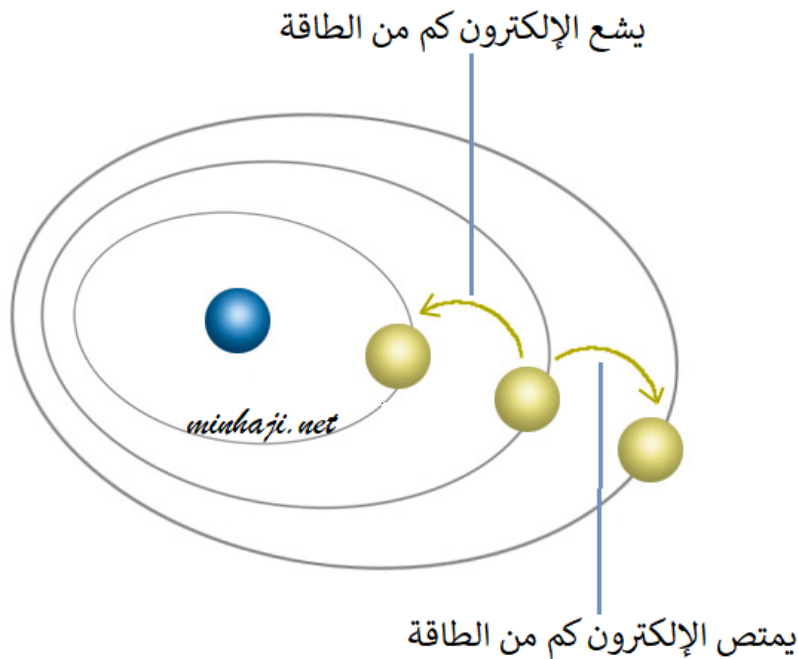 يشع الإلكترون كم من الطاقة
minhaji.net
يمتص الإلكترون كم من الطاقة